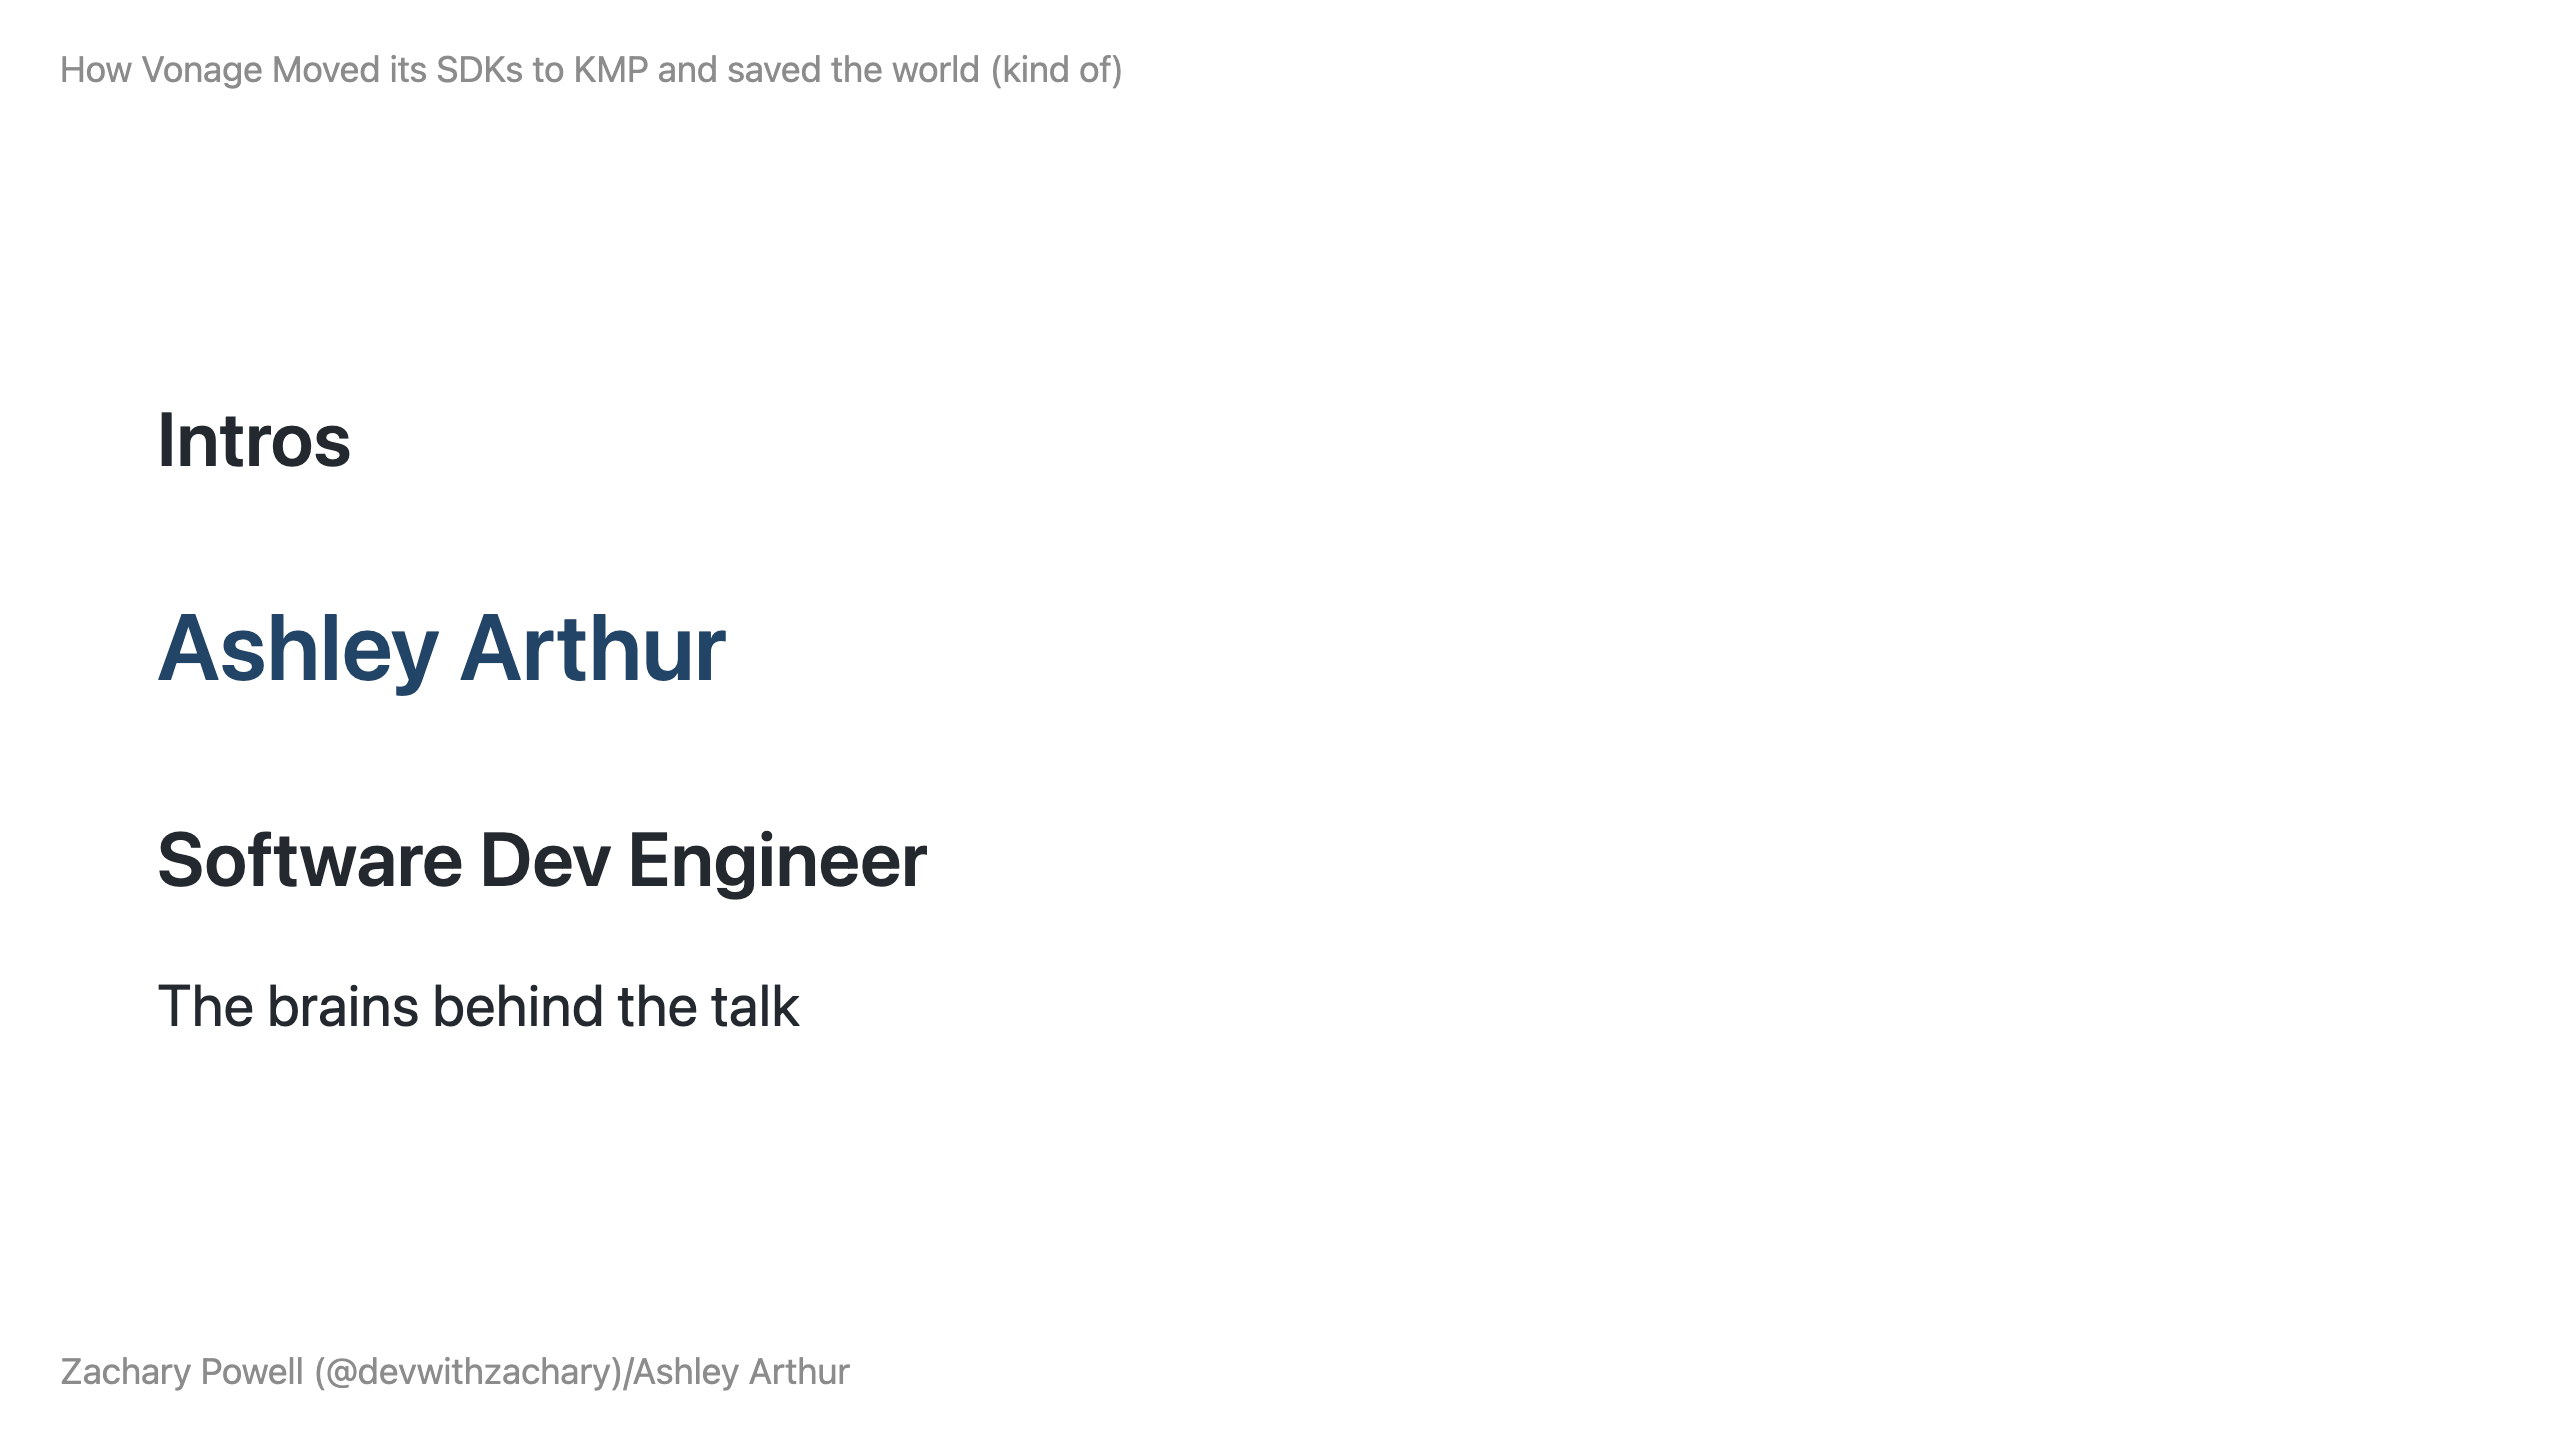 How Vonage Moved its SDKs to KMP and saved the world (kind of)
Intros
Ashley Arthur
Software Dev Engineer
The brains behind the talk
Zachary Powell (@devwithzachary)/Ashley Arthur